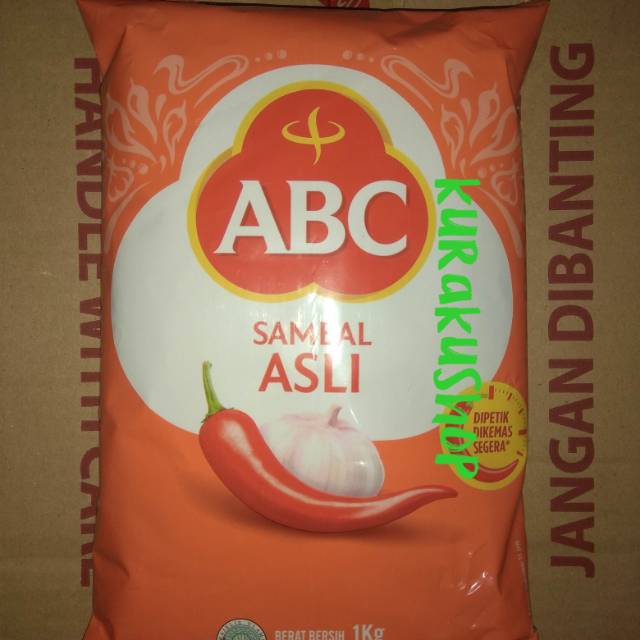 HANDLE WITH CARE
ABC
SAMBAL
ASLI
DIPETIK
DIKEMAS
SEGERA*
BERAT BERSIH 1Kg
kurakushop
JANGAN DIBANTING